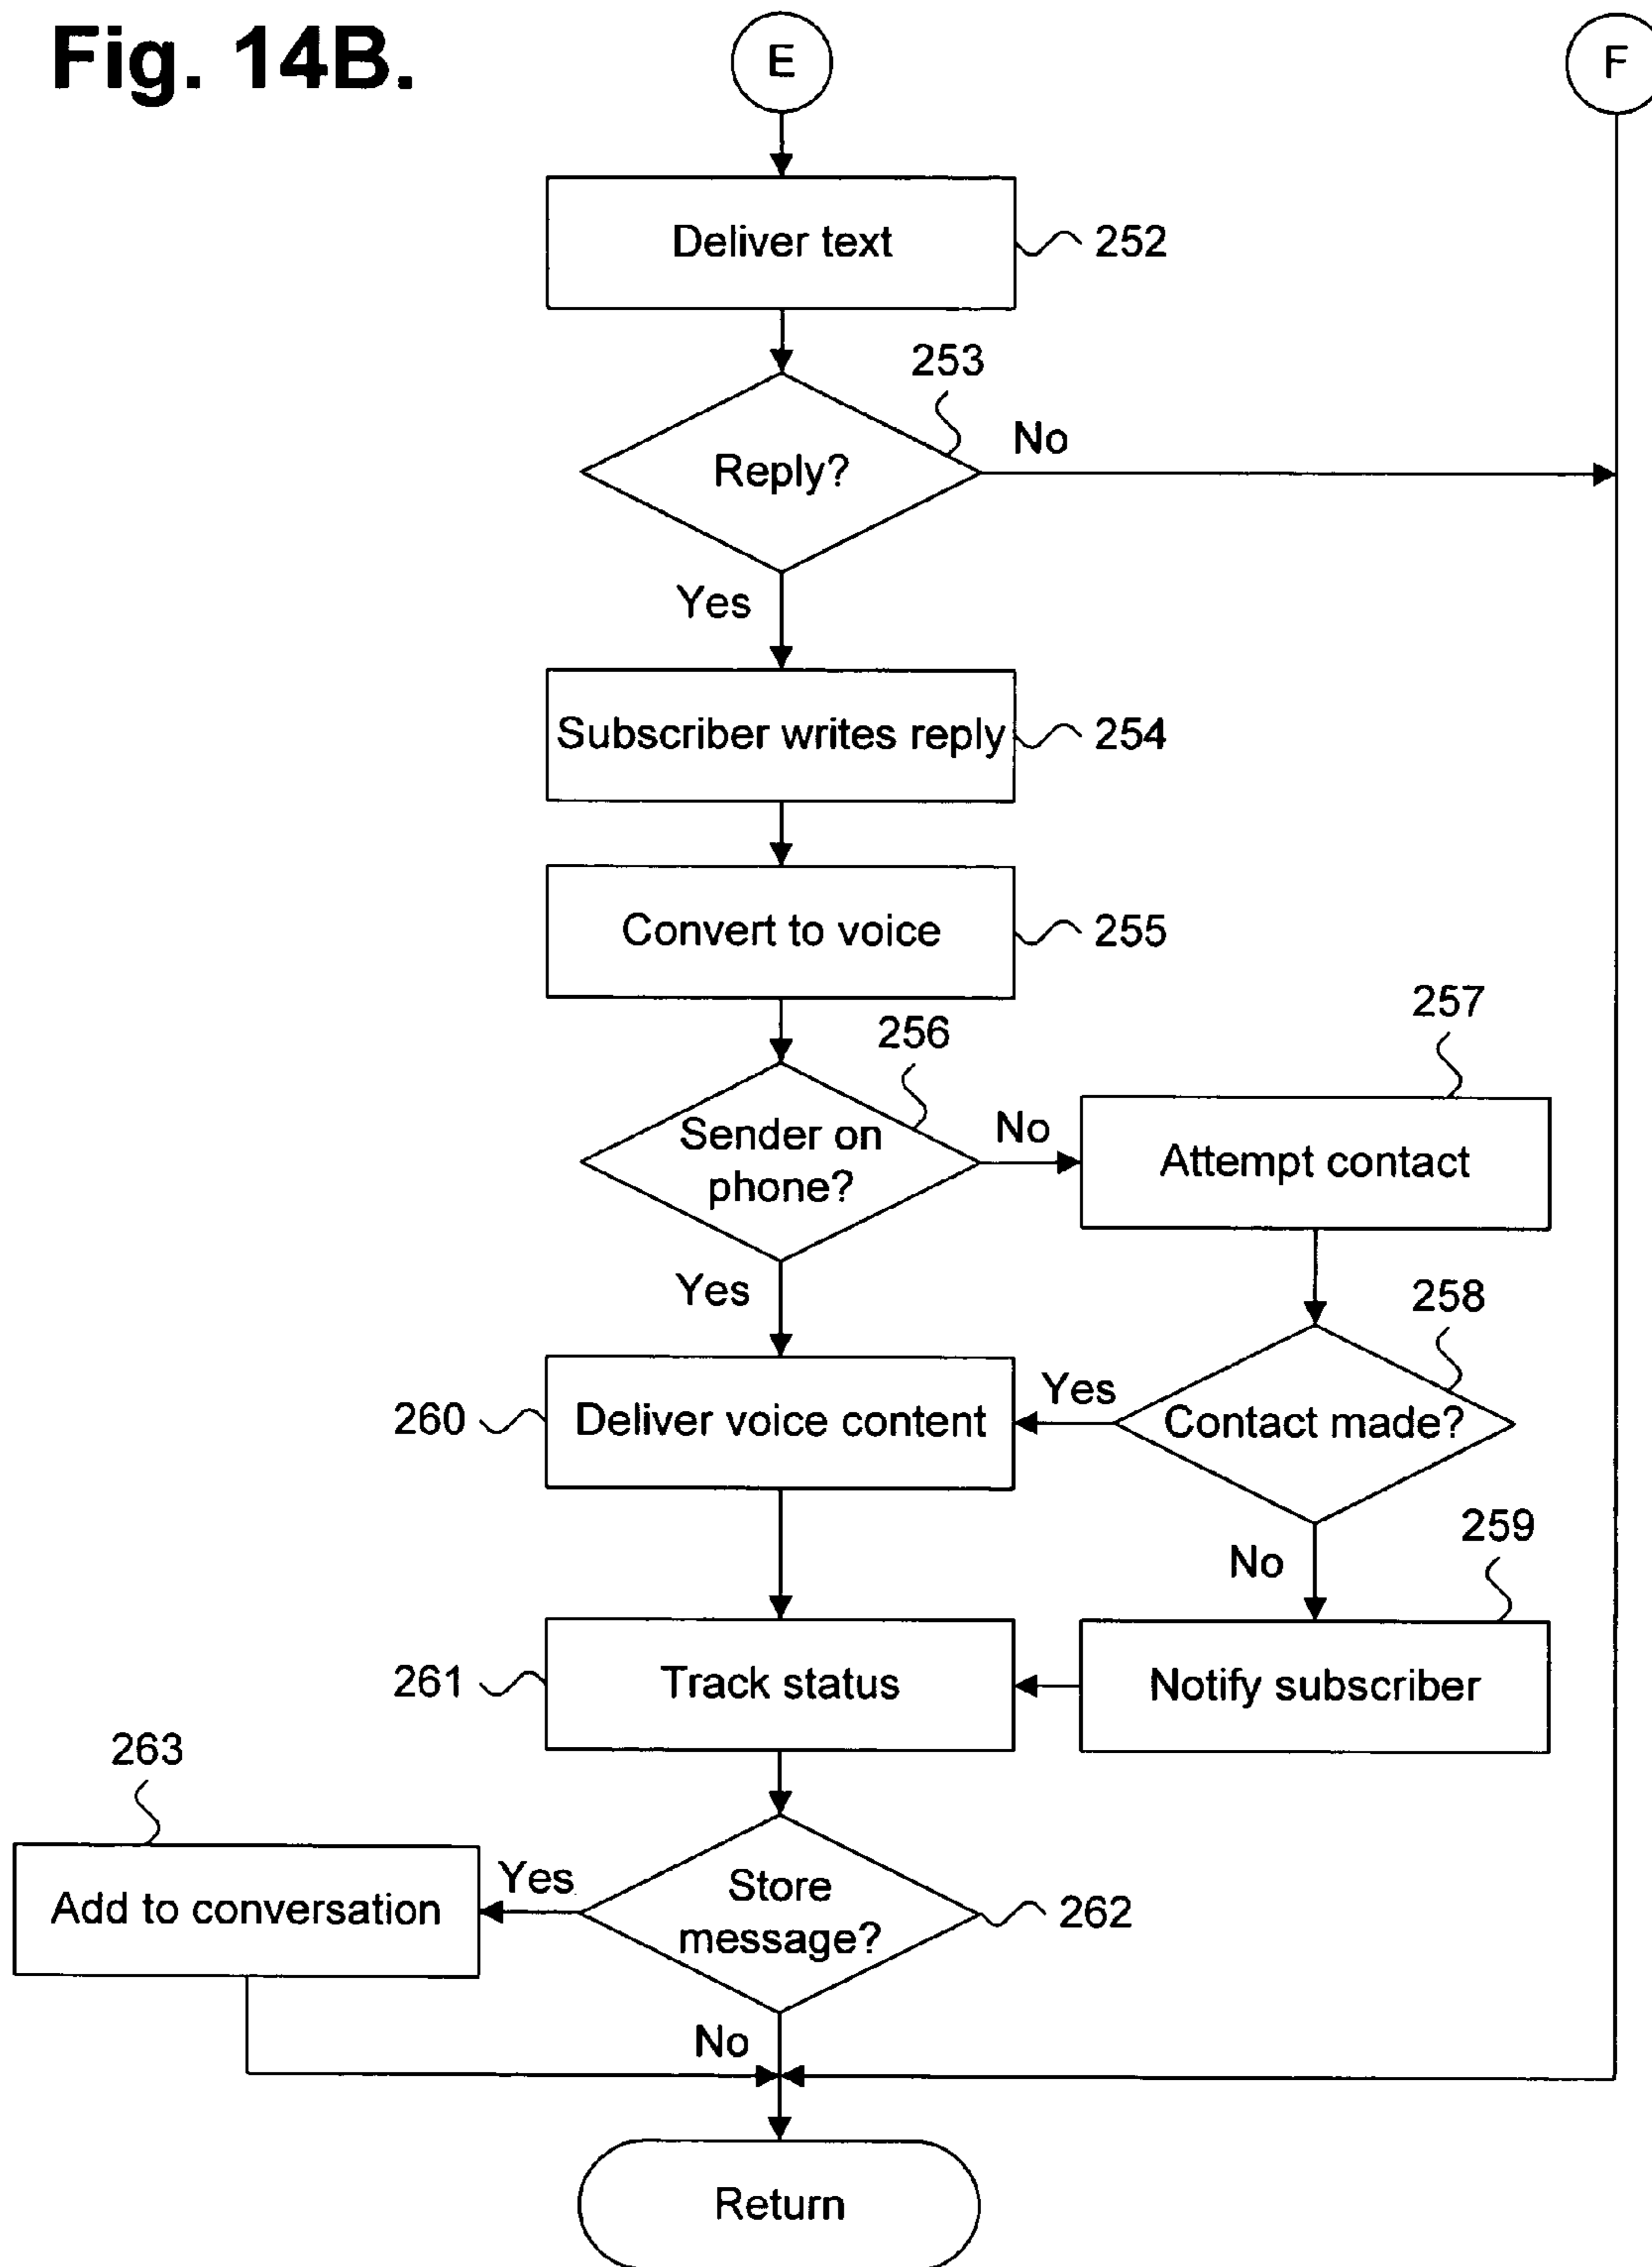 Fig. 14B.
E
F
Deliver text
252
253
Reply?
No
Yes
Subscriber writes reply
254
Convert to voice
255
256
257
Sender on
phone?
No
Attempt contact
Yes
258
260
Deliver voice content
Yes
Contact made?
259
No
261
Track status
Notify subscriber
263
Add to conversation
Yes
Store
message?
262
No
Return